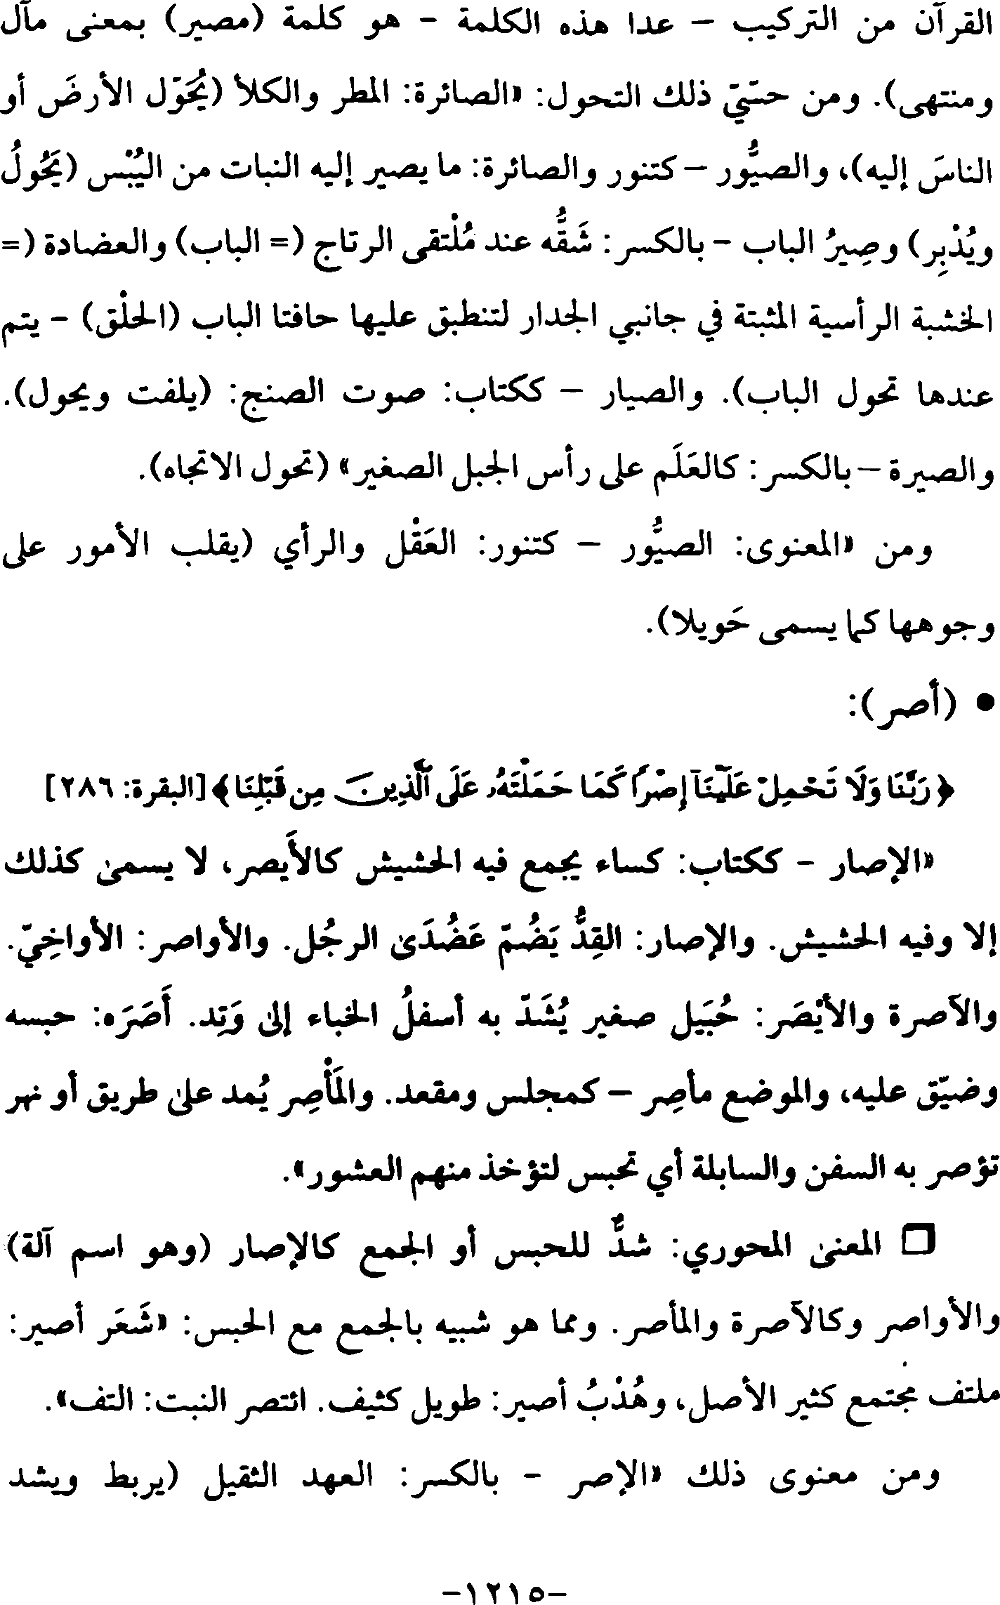 القرآن من التركيب – عدا هذه الكلمة – هو كلمة (مصير) بمعنى مآل
ومنتهى). ومن حسّيّ ذلك التحول: «الصائرة: المطر والكلأ (يُحَوّل الأرضَ أو
الناسَ إليه)، والصيُّور – كتنور والصائرة: ما يصير إليه النبات من اليُبْس (يَحُولُ
ويُدْبِر) وصِيرُ الباب – بالكسر: شَقُّه عند مُلْتقى الرتاج (= الباب) والعضادة (=
الخشبة الرأسية المثبتة في جانبي الجدار لتنطبق عليها حافتا الباب (الحلْق) – يتم
عندها تحول الباب). والصيار – ككتاب: صوت الصنج: (يلفت ويحول).
والصيرة – بالكسر: كالعَلَم على رأس الجبل الصغير» (تحول الاتجاه).
ومن «المعنوى: الصيُّور – كتنور: العَقْل والرأي (يقلب الأمور على
وجوهها كما يسمى حَويلا).
• (أصر):
﴿رَبَّنَا وَلَا تَحْمِلْ عَلَيْنَآ إِصْرًا كَمَا حَمَلْتَهُۥ عَلَى ٱلَّذِينَ مِن قَبْلِنَا﴾ [البقرة: ٢٨٦]
«الإصار – ككتاب: كساء يجمع فيه الحشيش كالأَيصر، لا يسمىٰ كذلك
إلا وفيه الحشيش. والإصار: القِدُّ يَضُمّ عَضُدَىٰ الرجُل. والأواصر: الأواخِيّ.
والآصرة والأيْصَر: حُبَيل صغير يُشَدّ به أسفلُ الخباء إلىٰ وَتِد. أَصَرَه: حبسه
وضيّق عليه، والموضع مأصِر – كمجلس ومقعد. والمَأْصِر يُمد علىٰ طريق أو نهر
تؤصر به السفن والسابلة أي تحبس لتؤخذ منهم العشور».
❒ المعنىٰ المحوري: شدٌّ للحبس أو الجمع كالإصار (وهو اسم آلة)
والأواصر وكالآصرة والمأصر. ومما هو شبيه بالجمع مع الحبس: «شَعَر أصير:
ملتف مجتمع كثير الأصل، وهُدْبُ أصير: طويل كثيف. ائتصر النبت: التف».
ومن معنوى ذلك «الإصر – بالكسر: العهد الثقيل (يربط ويشد
–١٢١٥–